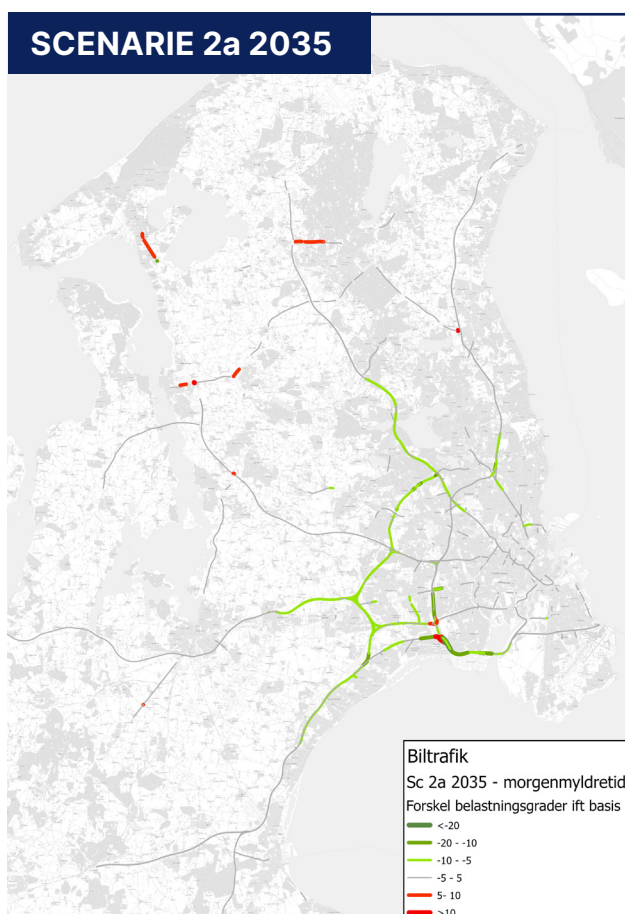 SCENARIE 2a 2035
Biltrafik
Sc 2a 2035 - morgenmyldretid
Forskel belastningsgrader ift basis
<-20
-20 - -10
-10 - -5
-5 - 5
5- 10
>10